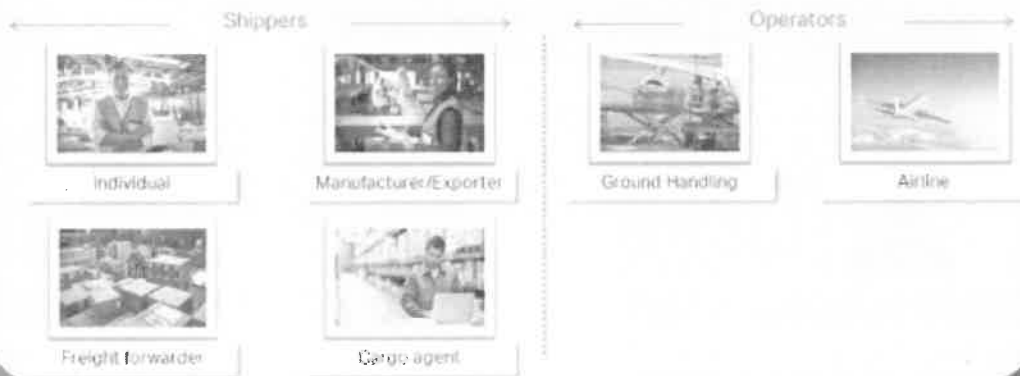 Shippers
Operators
Individual
Manufacturer/Exporter
Ground Handling
Airline
Freight forwarder
Cargo agent